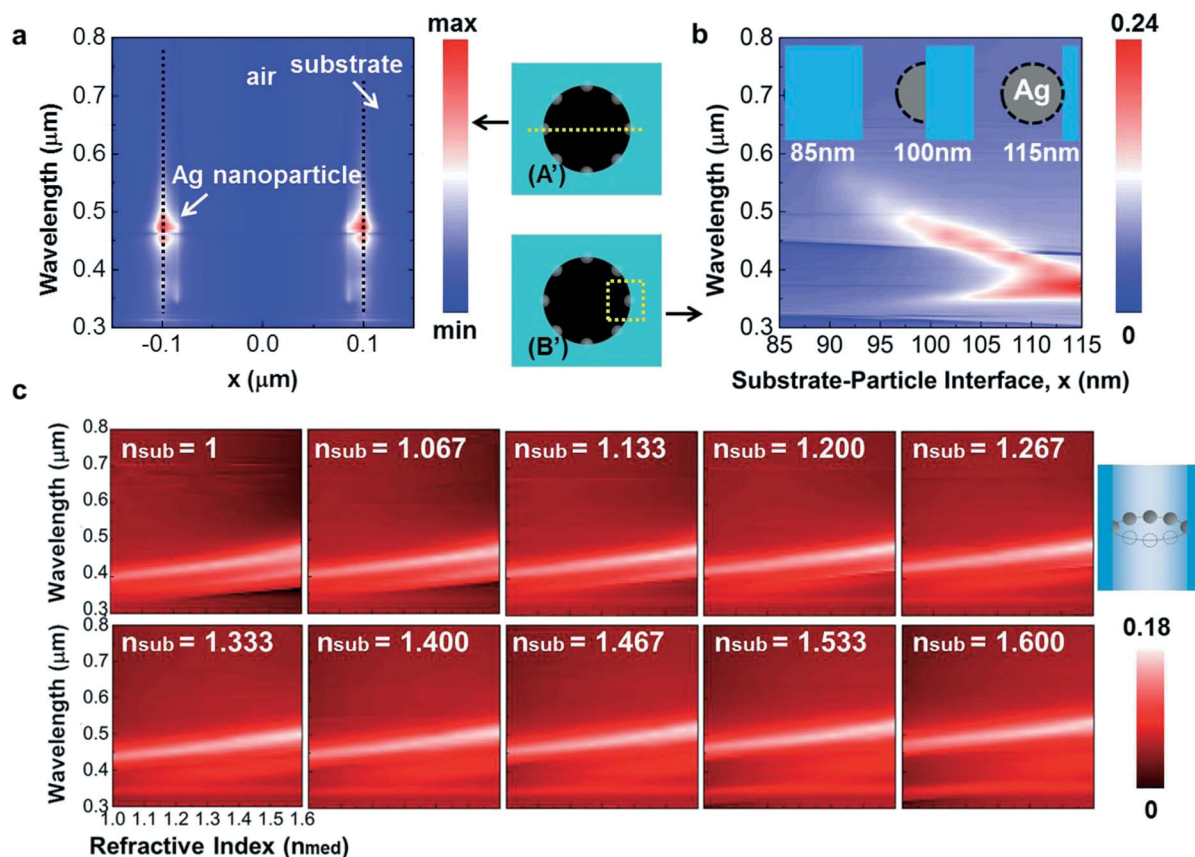 a
Wavelength (μm)
0.8
0.7
0.6
0.5
0.4
0.3
-0.1
0.0
0.1
x (μm)
air
substrate
Ag nanoparticle
max
min
(A')
(B')
b
Wavelength (μm)
0.8
0.7
0.6
0.5
0.4
0.3
85nm
100nm
Ag
115nm
85 90 95 100 105 110 115
Substrate-Particle Interface, x (nm)
0.24
0
c
Wavelength (μm)
0.8
0.7
0.6
0.5
0.4
0.3
nsub = 1
nsub = 1.067
nsub = 1.133
nsub = 1.200
nsub = 1.267
Wavelength (μm)
0.8
0.7
0.6
0.5
0.4
0.3
nsub = 1.333
nsub = 1.400
nsub = 1.467
nsub = 1.533
nsub = 1.600
1.0 1.1 1.2 1.3 1.4 1.5 1.6
Refractive Index (nmed)
0.18
0